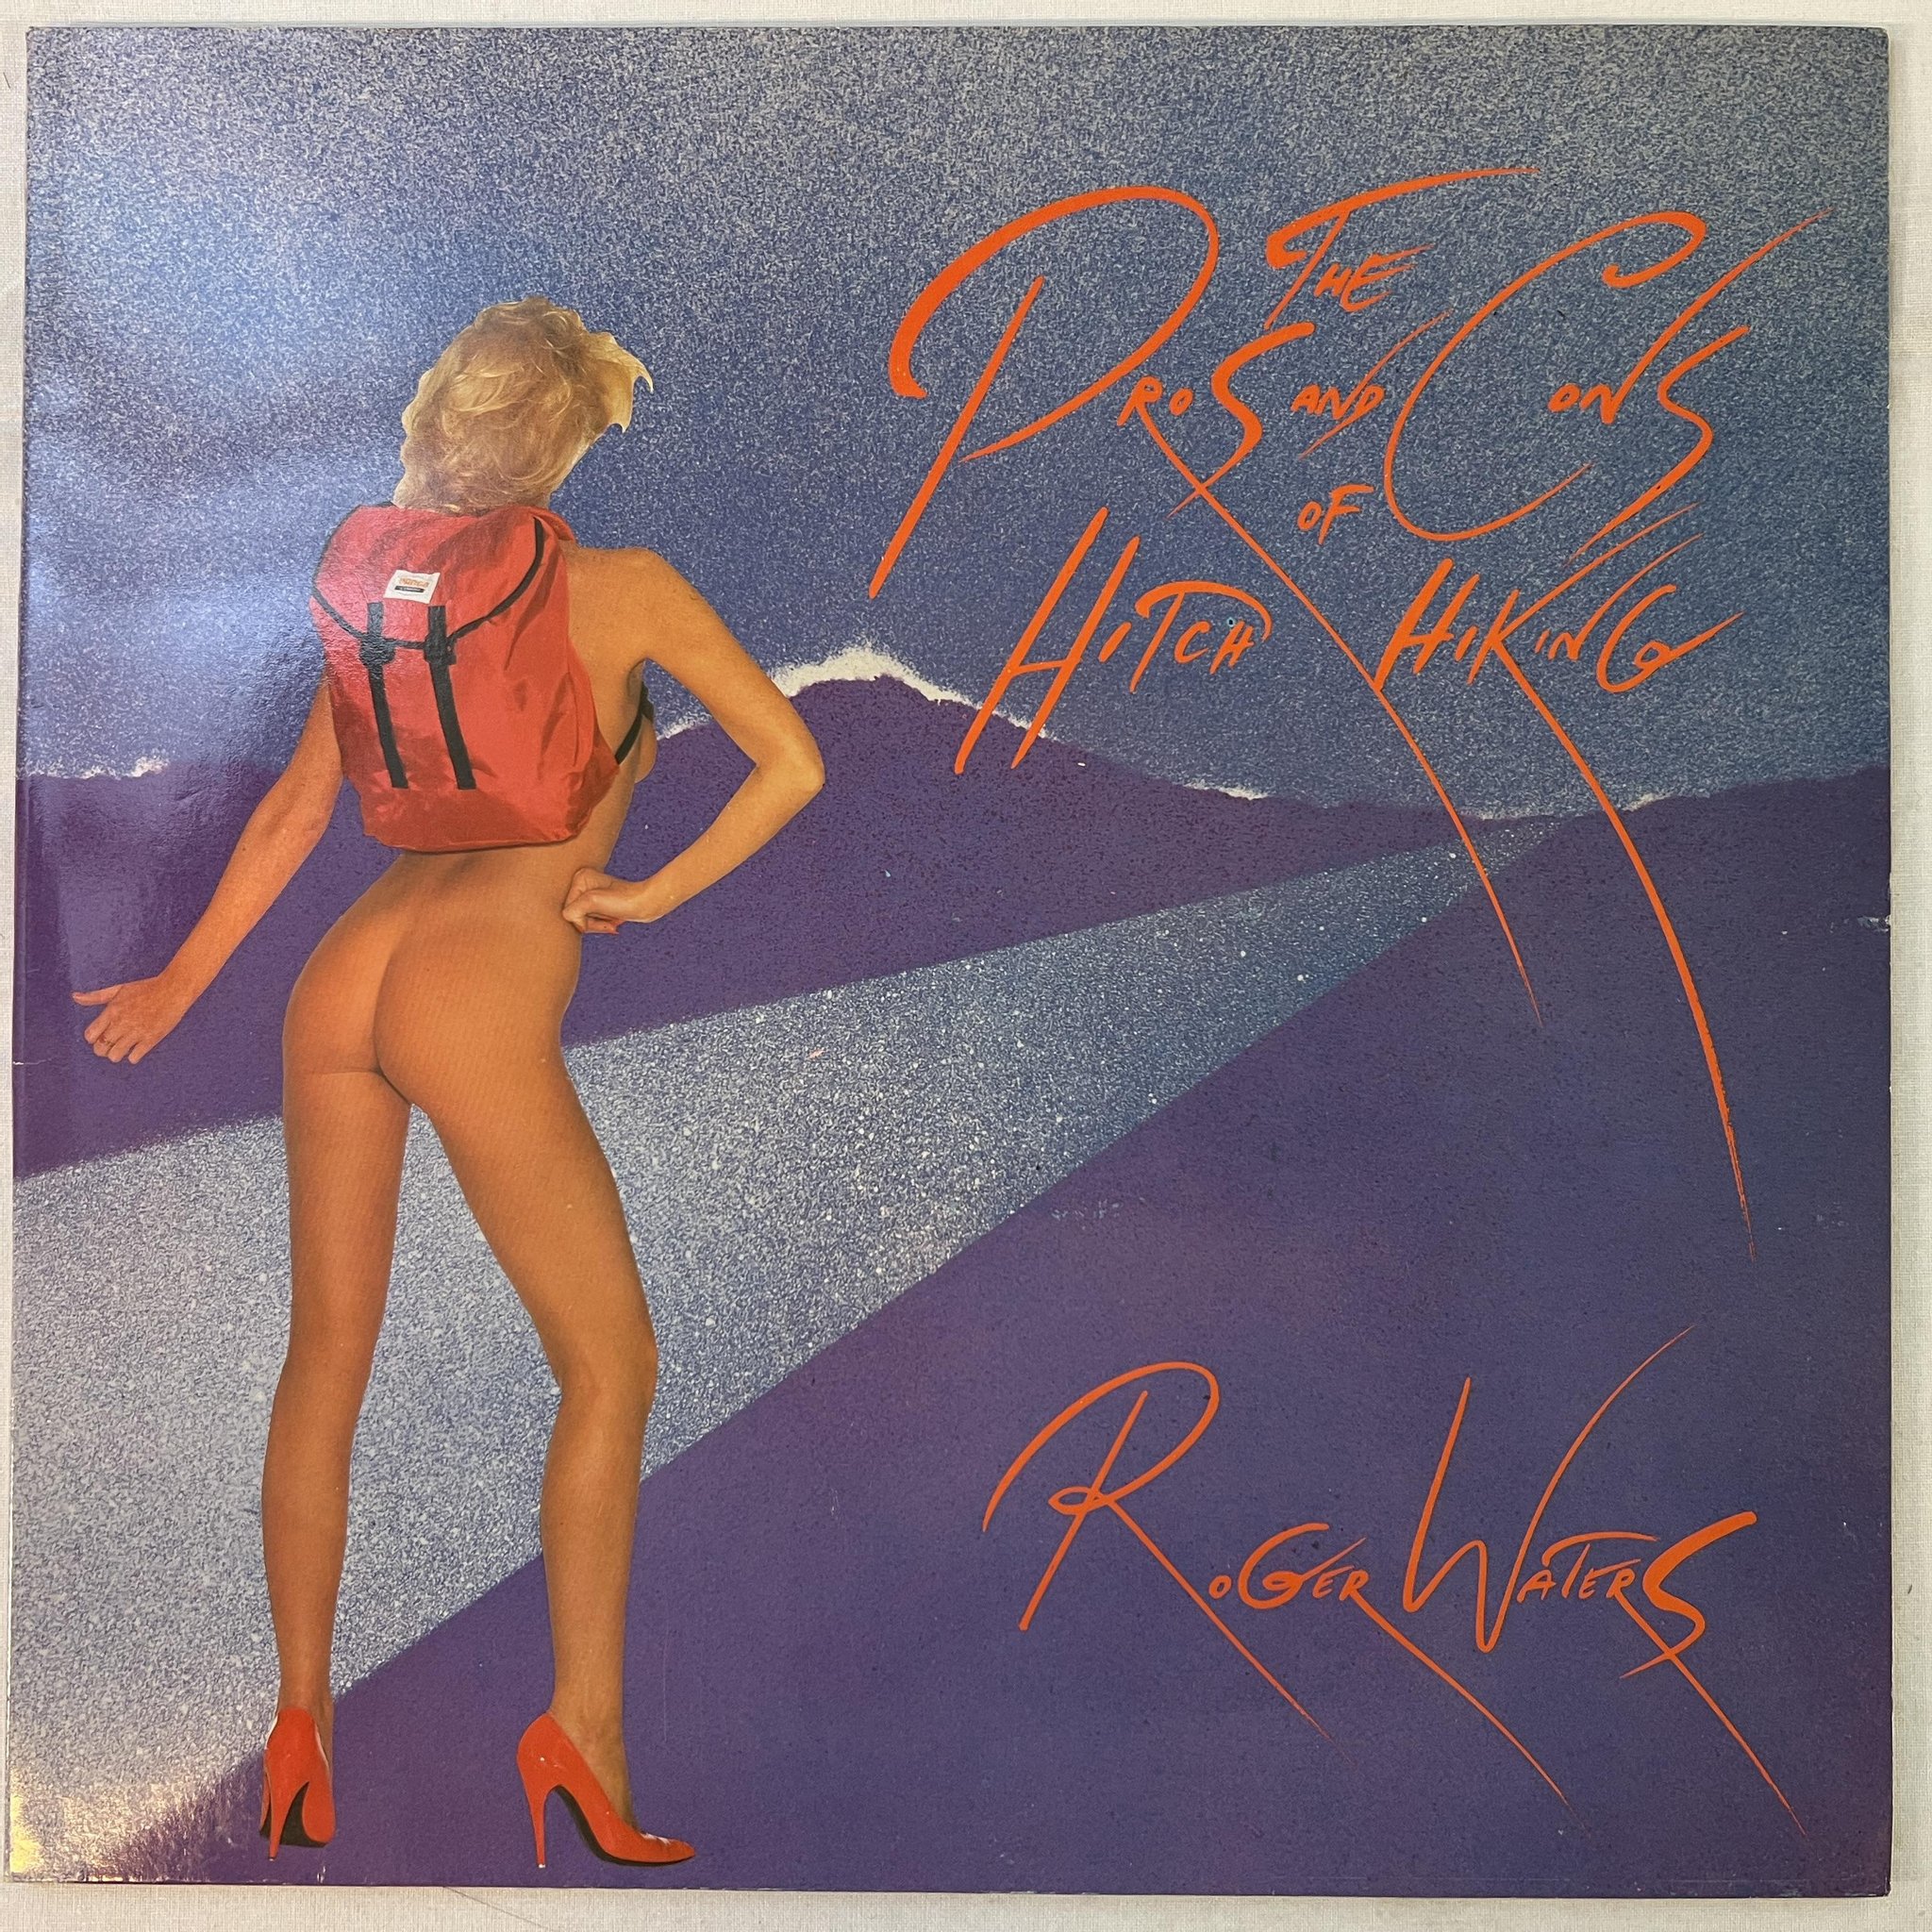 THE
PROS AND CONS
OF
HITCH HIKING
ROGER WATERS